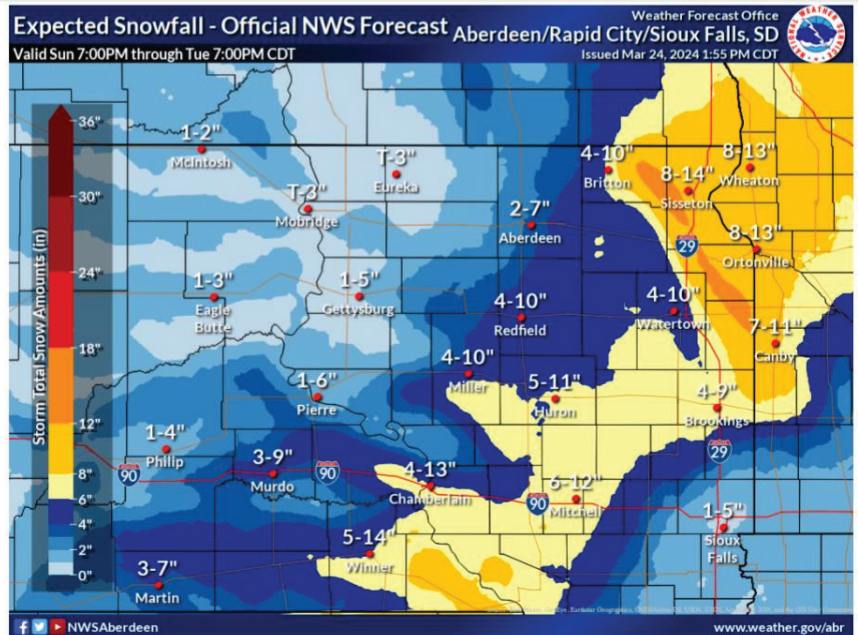 Expected Snowfall - Official NWS Forecast
Weather Forecast Office
Aberdeen/Rapid City/Sioux Falls, SD
Valid Sun 7:00PM through Tue 7:00PM CDT
Issued Mar 24, 2024 1:55 PM CDT
NATIONAL WEATHER SERVICE
Storm Total Snow Amounts (in)
36"
30"
24"
18"
12"
8"
6"
4"
2"
0"
1-2"
McIntosh
T-3"
Eureka
4-10"
Britton
8-14"
Sisseton
8-13"
Wheaton
T-3"
Mobridge
2-7"
Aberdeen
29
8-13"
Ortonville
1-3"
Eagle
Butte
1-5"
Gettysburg
4-10"
Redfield
4-10"
Watertown
7-11"
Canby
4-10"
Miller
1-6"
Pierre
5-11"
Huron
4-9"
Brookings
1-4"
Philip
90
3-9"
Murdo
90
4-13"
Chamberlain
90
6-12"
Mitchell
29
1-5"
Sioux
Falls
5-14"
Winner
3-7"
Martin
NWSAberdeen
www.weather.gov/abr